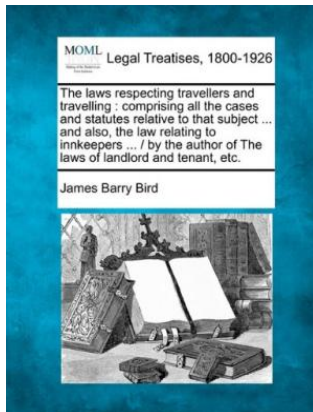 MOML
Legal Treatises, 1800-1926
The laws respecting travellers and
travelling : comprising all the cases
and statutes relative to that subject ...
and also, the law relating to
innkeepers ... / by the author of The
laws of landlord and tenant, etc.
James Barry Bird